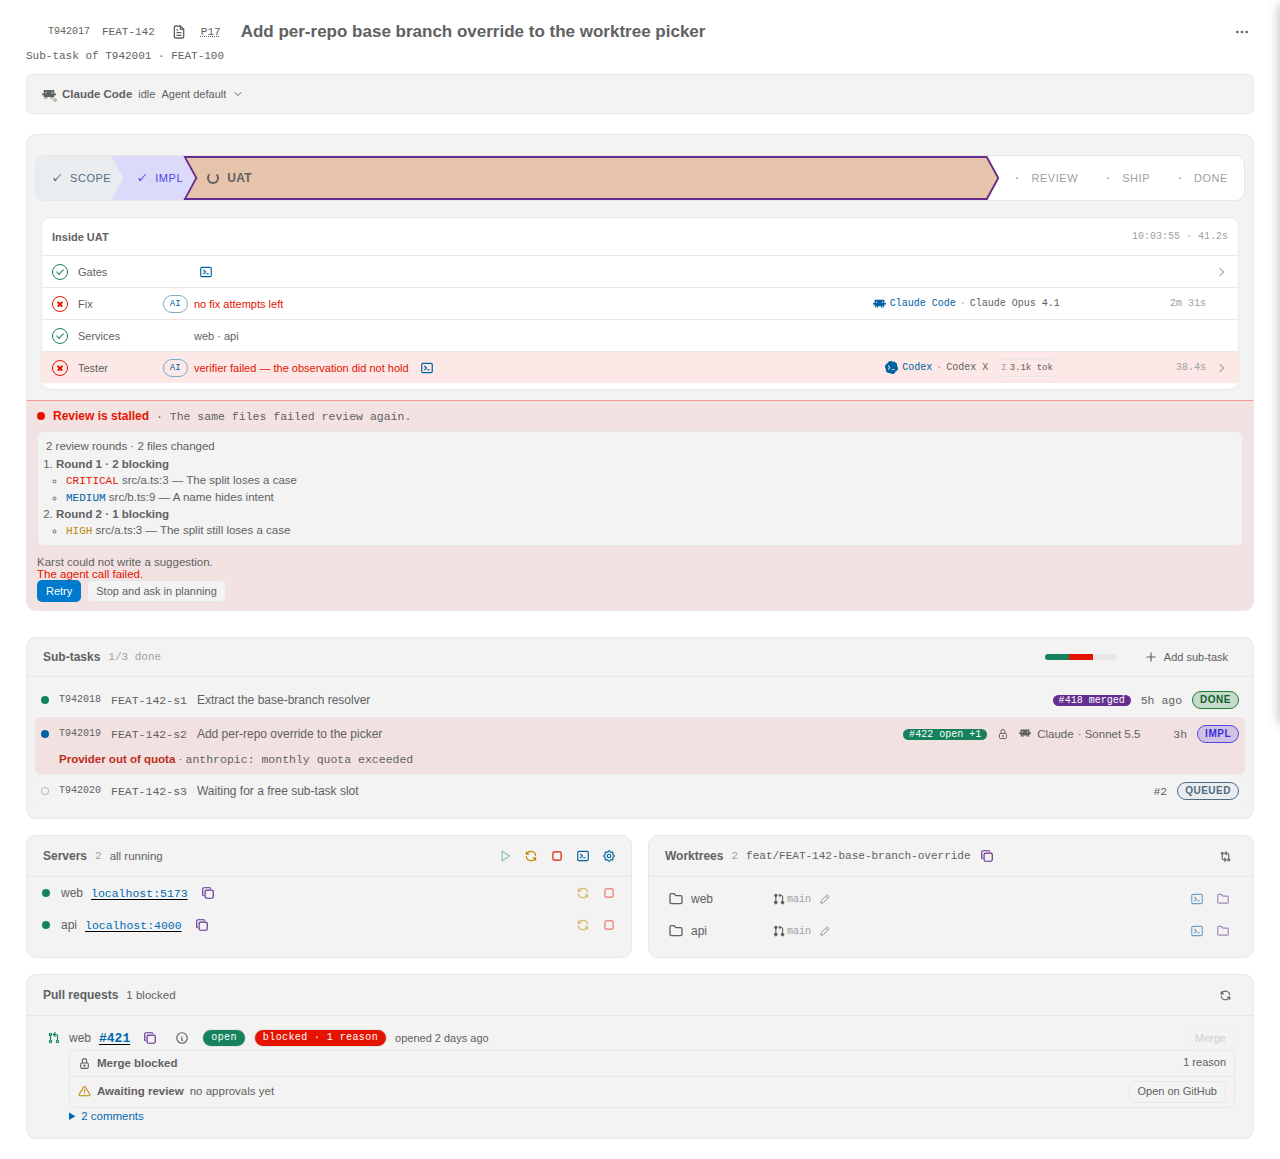 T942017 FEAT-142 P17 Add per-repo base branch override to the worktree picker
Sub-task of T942001 · FEAT-100
Claude Code idle Agent default
SCOPE IMPL UAT REVIEW SHIP DONE
Inside UAT 10:03:55 · 41.2s
Gates
Fix AI no fix attempts left Claude Code · Claude Opus 4.1 2m 31s
Services web · api
Tester AI verifier failed — the observation did not hold Codex · Codex X Σ 3.1k tok 38.4s
Review is stalled · The same files failed review again.
2 review rounds · 2 files changed
1. Round 1 · 2 blocking
CRITICAL src/a.ts:3 — The split loses a case
MEDIUM src/b.ts:9 — A name hides intent
2. Round 2 · 1 blocking
HIGH src/a.ts:3 — The split still loses a case
Karst could not write a suggestion.
The agent call failed.
Retry Stop and ask in planning
Sub-tasks 1/3 done Add sub-task
T942018 FEAT-142-s1 Extract the base-branch resolver #418 merged 5h ago DONE
T942019 FEAT-142-s2 Add per-repo override to the picker #422 open +1 Claude · Sonnet 5.5 3h IMPL
Provider out of quota · anthropic: monthly quota exceeded
T942020 FEAT-142-s3 Waiting for a free sub-task slot #2 QUEUED
Servers 2 all running
web localhost:5173
api localhost:4000
Worktrees 2 feat/FEAT-142-base-branch-override
web main
api main
Pull requests 1 blocked
web #421 open blocked · 1 reason opened 2 days ago Merge
Merge blocked 1 reason
Awaiting review no approvals yet Open on GitHub
2 comments